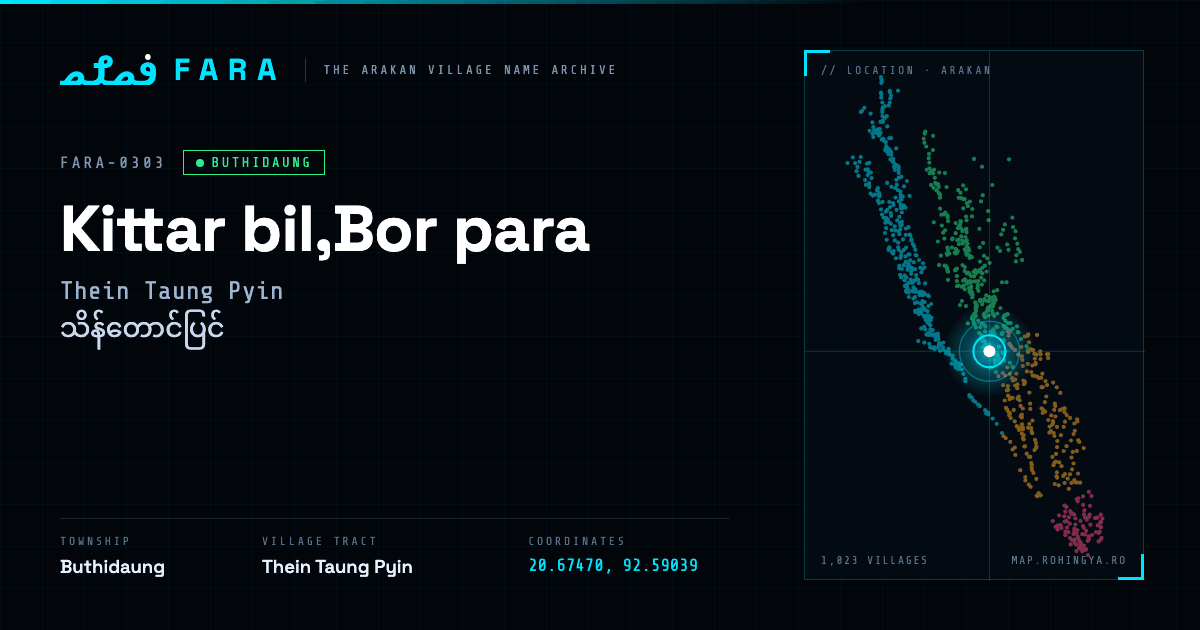 FARA
THE ARAKAN VILLAGE NAME ARCHIVE
FARA-0303
BUTHIDAUNG
Kittar bil,Bor para
Thein Taung Pyin
သိန်တောင်ပြင်
TOWNSHIP
Buthidaung
VILLAGE TRACT
Thein Taung Pyin
COORDINATES
20.67470, 92.59039
// LOCATION · ARAKAN
1,023 VILLAGES
MAP.ROHINGYA.RO